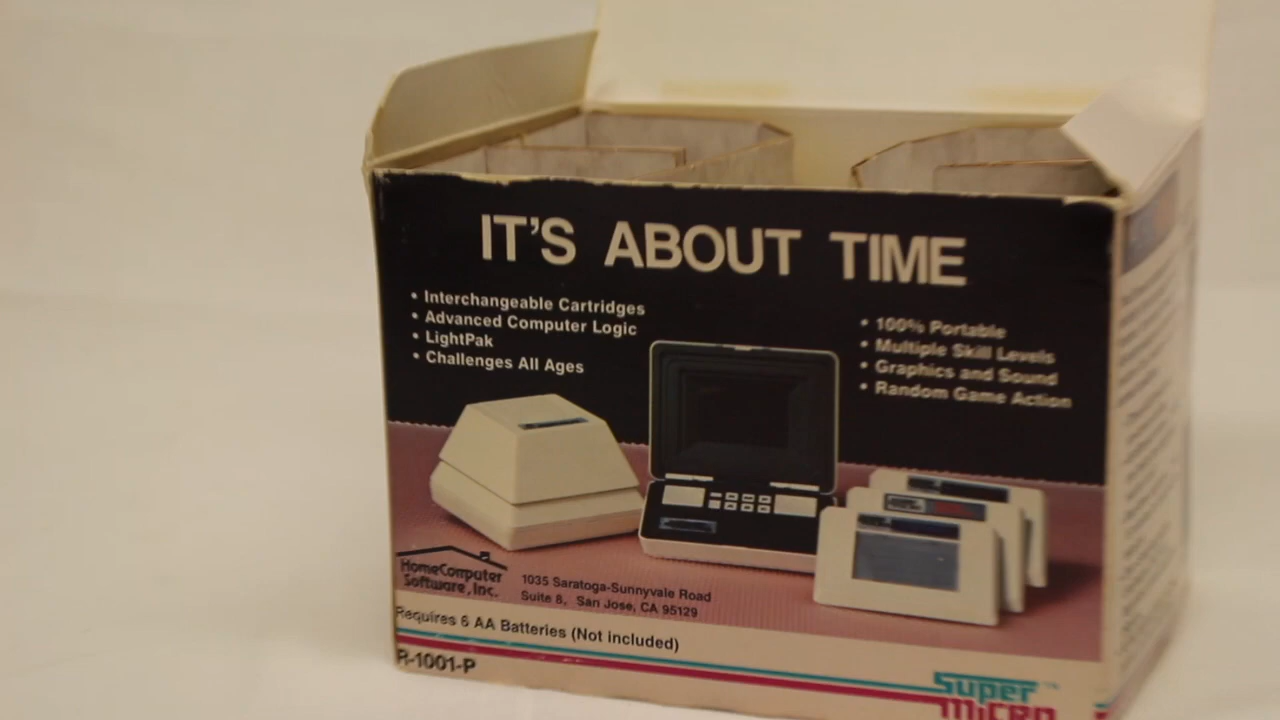 IT'S ABOUT TIME
• Interchangeable Cartridges
• Advanced Computer Logic
• LightPak
• Challenges All Ages
• 100% Portable
• Multiple Skill Levels
• Graphics and Sound
• Random Game Action
HomeComputer
Software, Inc.
1035 Saratoga-Sunnyvale Road
Suite 8, San Jose, CA 95129
Requires 6 AA Batteries (Not included)
R-1001-P
Super™
MiCRO